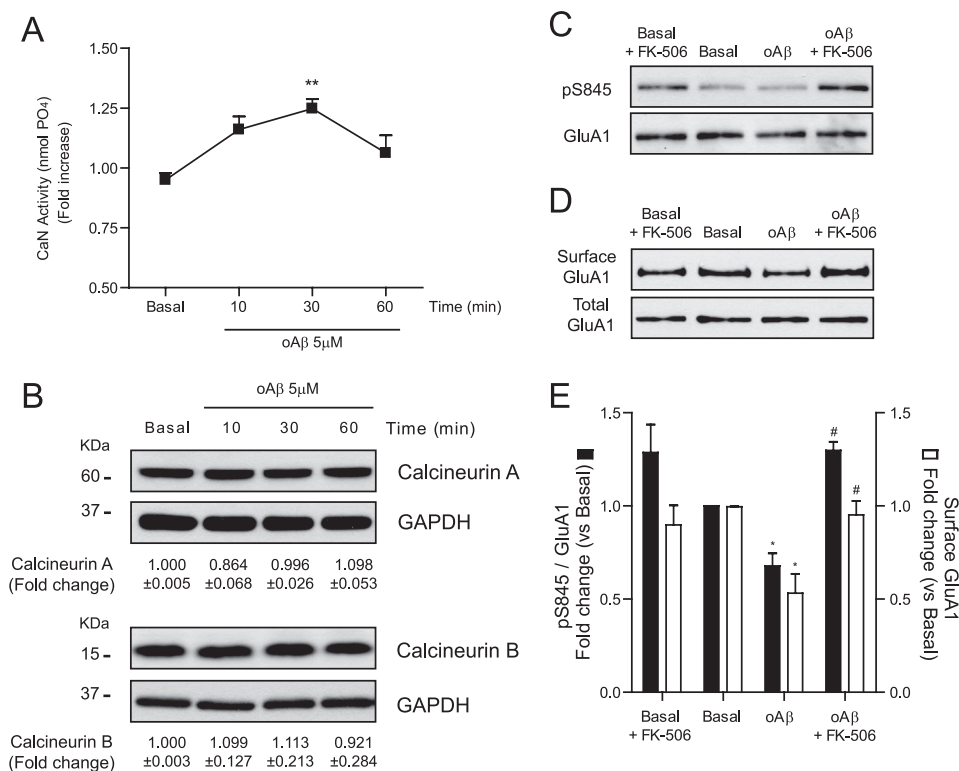 A
CaN Activity (nmol PO4)
(Fold increase)
1.50
1.25
1.00
0.75
0.50
**
Basal 10 30 60 Time (min)
oAβ 5μM
B
oAβ 5μM
Basal 10 30 60 Time (min)
KDa
60
Calcineurin A
37
GAPDH
Calcineurin A 1.000 0.864 0.996 1.098
(Fold change) ±0.005 ±0.068 ±0.026 ±0.053
KDa
15
Calcineurin B
37
GAPDH
Calcineurin B 1.000 1.099 1.113 0.921
(Fold change) ±0.003 ±0.127 ±0.213 ±0.284
C
Basal
+ FK-506
Basal
oAβ
oAβ
+ FK-506
pS845
GluA1
D
Basal
+ FK-506
Basal
oAβ
oAβ
+ FK-506
Surface
GluA1
Total
GluA1
E
pS845 / GluA1
Fold change (vs Basal)
1.5
1.0
0.5
0.0
*
*
#
#
1.5
1.0
0.5
0.0
Surface GluA1
Fold change (vs Basal)
Basal
+ FK-506
Basal
oAβ
oAβ
+ FK-506